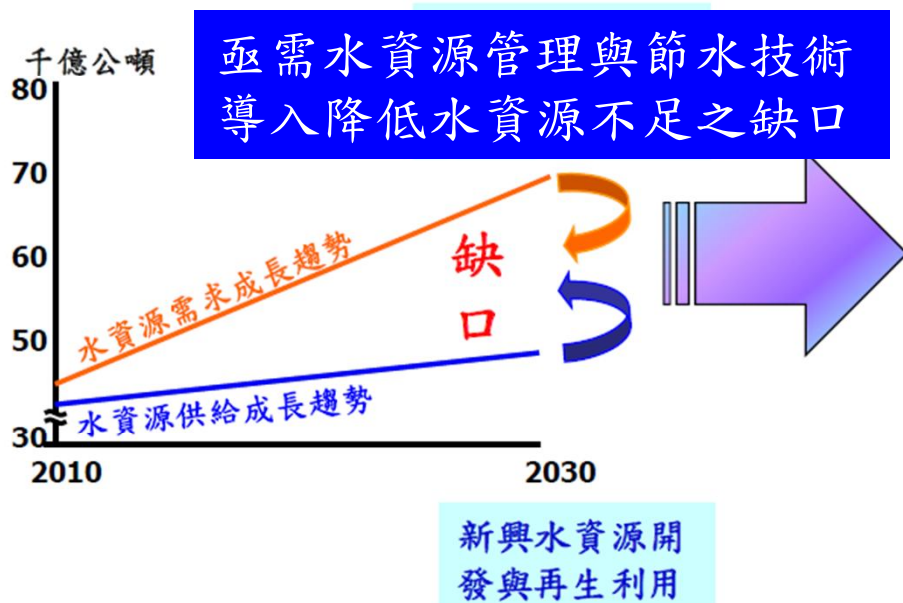 亟需水資源管理與節水技術
導入降低水資源不足之缺口
千億公噸
80
70
60
50
30
水資源需求成長趨勢
缺
口
水資源供給成長趨勢
2010
2030
新興水資源開
發與再生利用